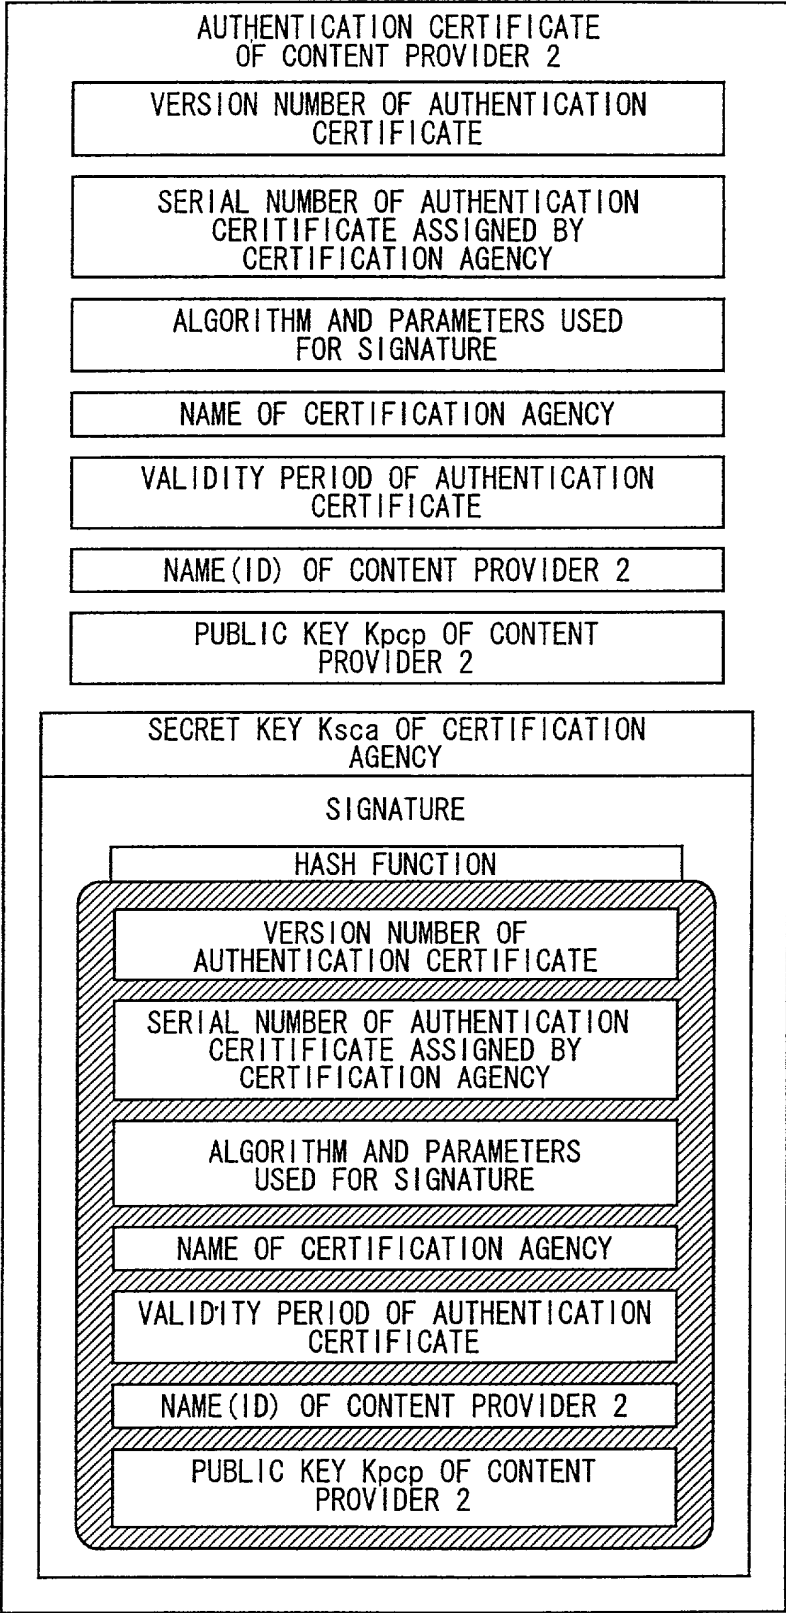 AUTHENTICATION CERTIFICATE
OF CONTENT PROVIDER 2
VERSION NUMBER OF AUTHENTICATION
CERTIFICATE
SERIAL NUMBER OF AUTHENTICATION
CERITIFICATE ASSIGNED BY
CERTIFICATION AGENCY
ALGORITHM AND PARAMETERS USED
FOR SIGNATURE
NAME OF CERTIFICATION AGENCY
VALIDITY PERIOD OF AUTHENTICATION
CERTIFICATE
NAME(ID) OF CONTENT PROVIDER 2
PUBLIC KEY Kpcp OF CONTENT
PROVIDER 2
SECRET KEY Ksca OF CERTIFICATION
AGENCY
SIGNATURE
HASH FUNCTION
VERSION NUMBER OF
AUTHENTICATION CERTIFICATE
SERIAL NUMBER OF AUTHENTICATION
CERITIFICATE ASSIGNED BY
CERTIFICATION AGENCY
ALGORITHM AND PARAMETERS
USED FOR SIGNATURE
NAME OF CERTIFICATION AGENCY
VALIDITY PERIOD OF AUTHENTICATION
CERTIFICATE
NAME(ID) OF CONTENT PROVIDER 2
PUBLIC KEY Kpcp OF CONTENT
PROVIDER 2